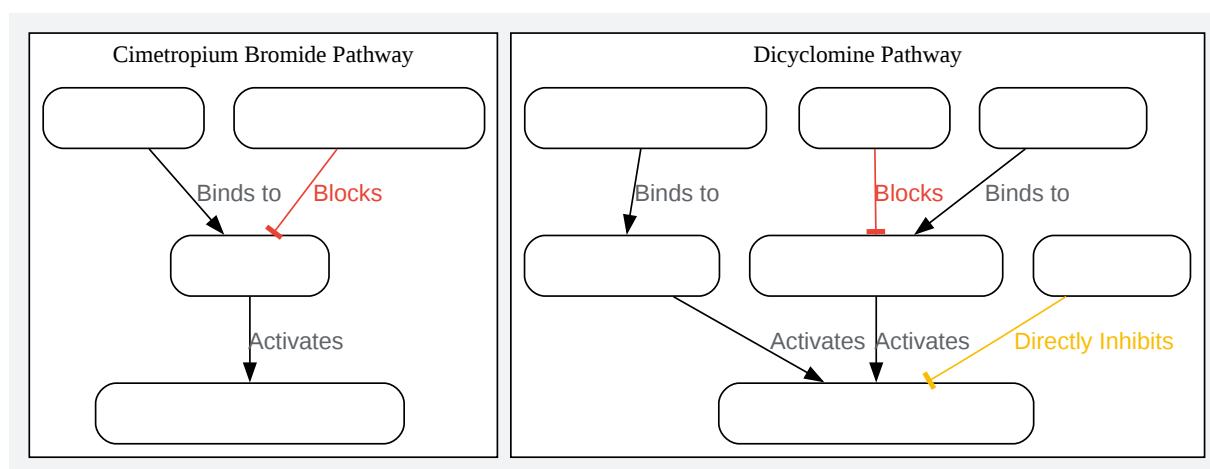 Cimetropium Bromide Pathway
Dicyclomine Pathway
Binds to
Blocks
Binds to
Blocks
Binds to
Activates
Activates
Activates
Directly Inhibits